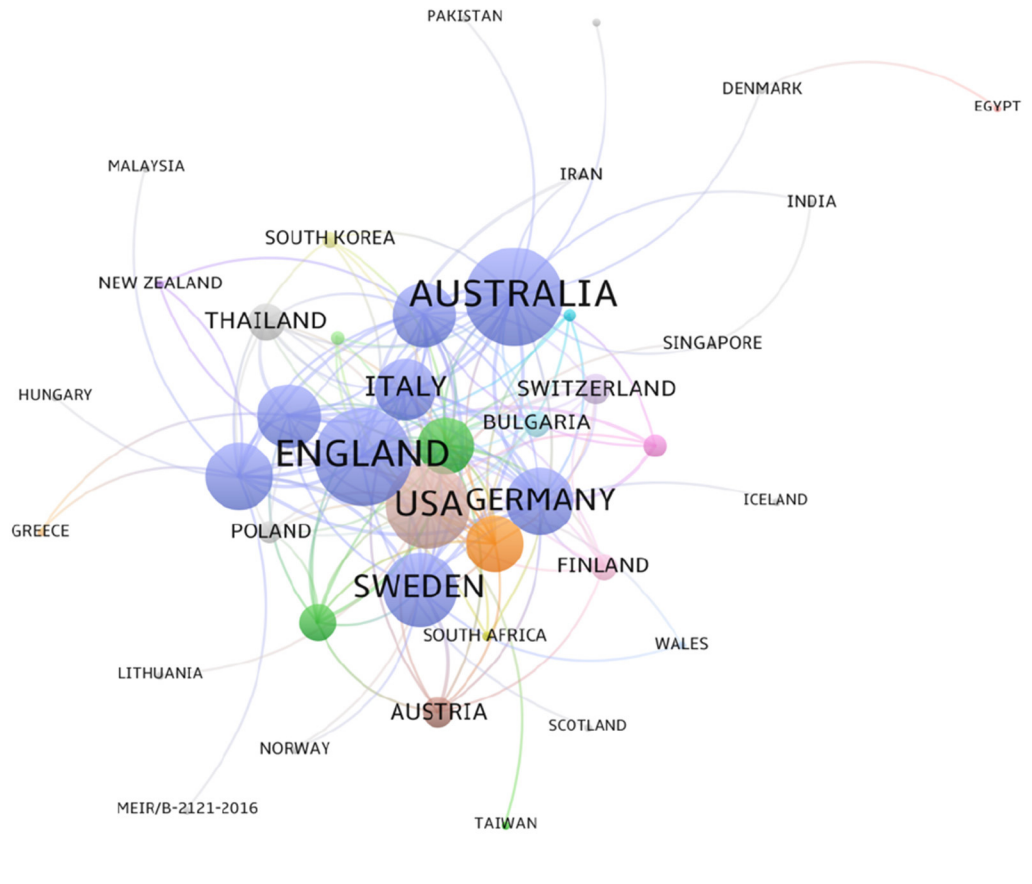 PAKISTAN
DENMARK
EGYPT
MALAYSIA
IRAN
INDIA
SOUTH KOREA
NEW ZEALAND
AUSTRALIA
THAILAND
SINGAPORE
ITALY
SWITZERLAND
HUNGARY
BULGARIA
ENGLAND
USA
GERMANY
ICELAND
GREECE
POLAND
FINLAND
SWEDEN
SOUTH AFRICA
WALES
LITHUANIA
AUSTRIA
SCOTLAND
NORWAY
MEIR/B-2121-2016
TAIWAN